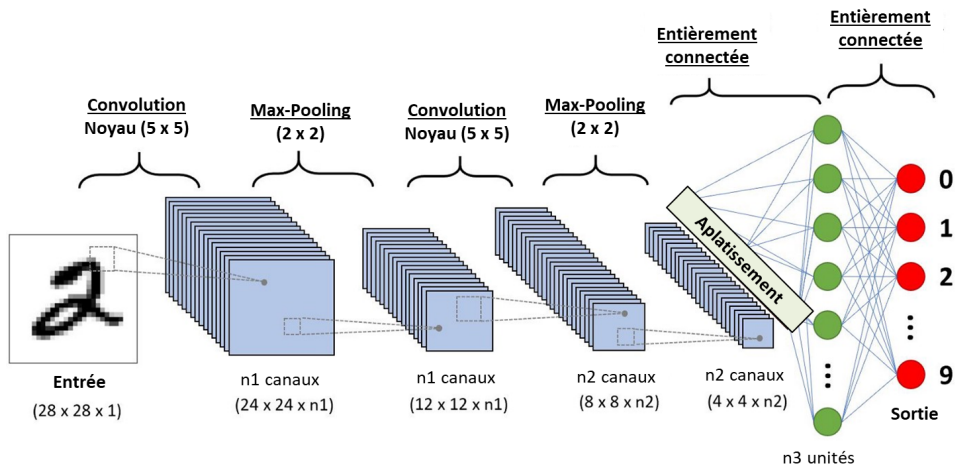 Entièrement
connectée
Entièrement
connectée
Convolution
Noyau (5 x 5)
Max-Pooling
(2 x 2)
Convolution
Noyau (5 x 5)
Max-Pooling
(2 x 2)
Aplatissement
0
1
2
...
9
...
Entrée
(28 x 28 x 1)
n1 canaux
(24 x 24 x n1)
n1 canaux
(12 x 12 x n1)
n2 canaux
(8 x 8 x n2)
n2 canaux
(4 x 4 x n2)
Sortie
n3 unités